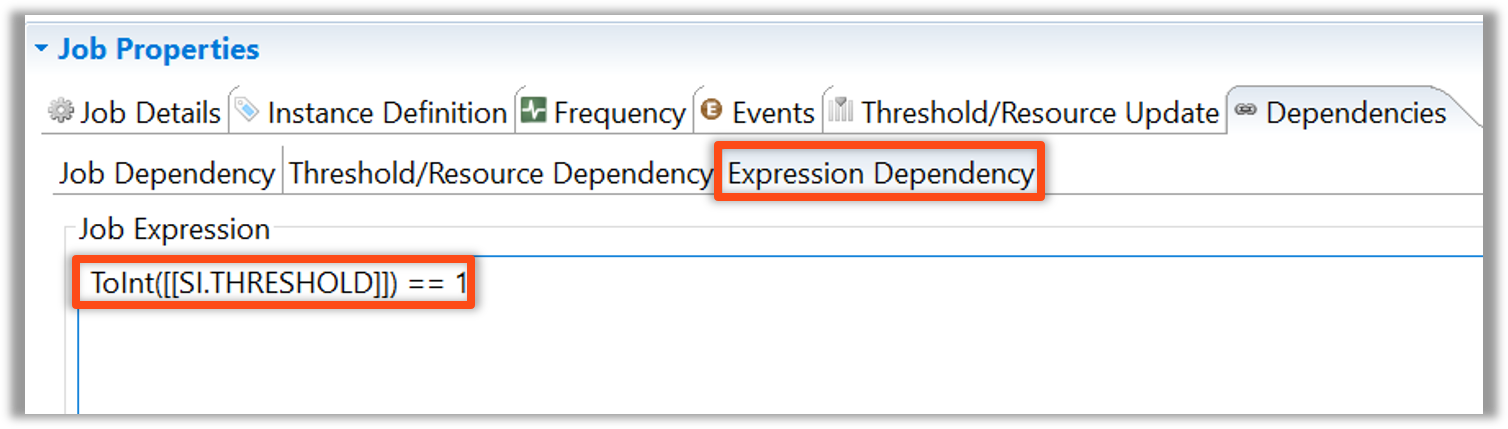 Job Properties
Job Details Instance Definition Frequency Events Threshold/Resource Update Dependencies
Job Dependency Threshold/Resource Dependency Expression Dependency
Job Expression
ToInt([[SI.THRESHOLD]]) == 1